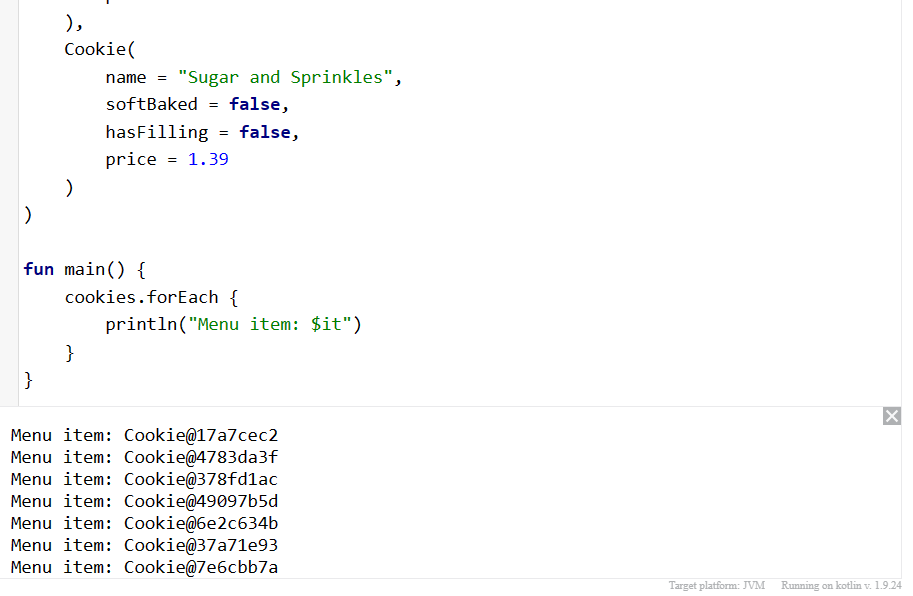 ),
Cookie(
name = "Sugar and Sprinkles",
softBaked = false,
hasFilling = false,
price = 1.39
)
)
fun main() {
cookies.forEach {
println("Menu item: $it")
}
}
Menu item: Cookie@17a7cec2
Menu item: Cookie@4783da3f
Menu item: Cookie@378fd1ac
Menu item: Cookie@49097b5d
Menu item: Cookie@6e2c634b
Menu item: Cookie@37a71e93
Menu item: Cookie@7e6cbb7a
Target platform: JVM Running on kotlin v. 1.9.24